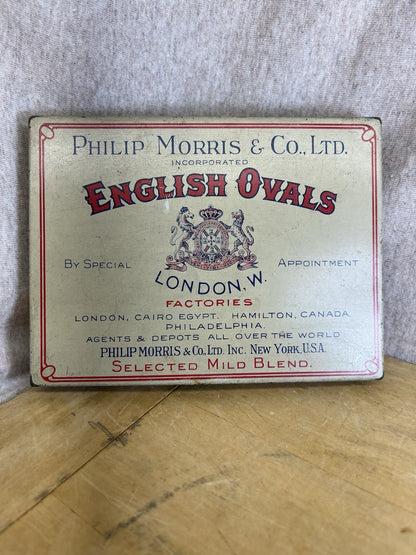 PHILIP MORRIS & CO., LTD.
INCORPORATED
ENGLISH OVALS
BY SPECIAL APPOINTMENT
LONDON, W.
FACTORIES
LONDON, CAIRO EGYPT. HAMILTON, CANADA
PHILADELPHIA.
AGENTS & DEPOTS ALL OVER THE WORLD
PHILIP MORRIS & CO. LTD. INC. NEW YORK, U.S.A.
SELECTED MILD BLEND.